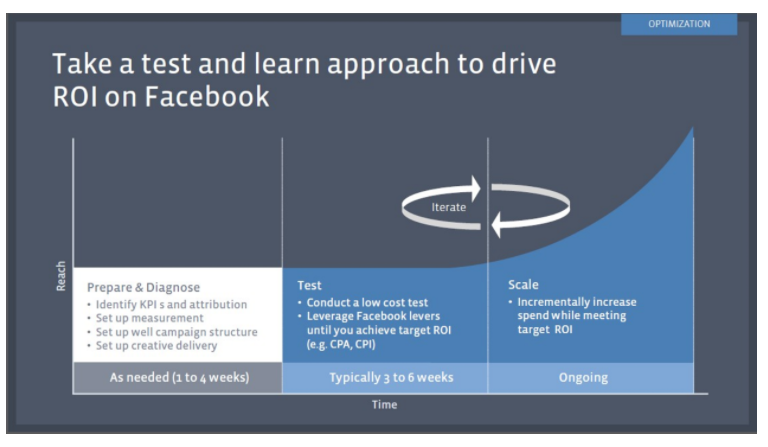 OPTIMIZATION
Take a test and learn approach to drive
ROI on Facebook
Iterate
Reach
Prepare & Diagnose
• Identify KPI s and attribution
• Set up measurement
• Set up well campaign structure
• Set up creative delivery
Test
• Conduct a low cost test
• Leverage Facebook levers
until you achieve target ROI
(e.g. CPA, CPI)
Scale
• Incrementally increase
spend while meeting
target ROI
As needed (1 to 4 weeks)
Typically 3 to 6 weeks
Ongoing
Time